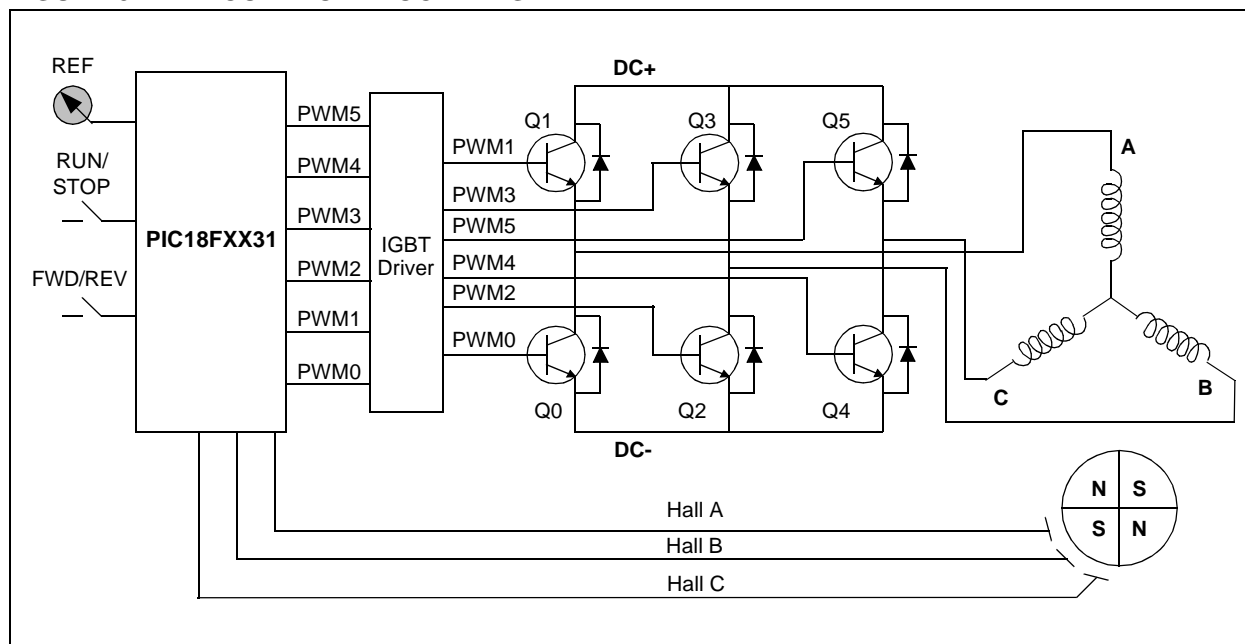 REF
RUN/
STOP
FWD/REV
PIC18FXX31
PWM5
PWM4
PWM3
PWM2
PWM1
PWM0
IGBT
Driver
PWM1
PWM3
PWM5
PWM4
PWM2
PWM0
DC+
Q1
Q3
Q5
Q0
Q2
Q4
DC-
A
C
B
Hall A
Hall B
Hall C
N S
S N